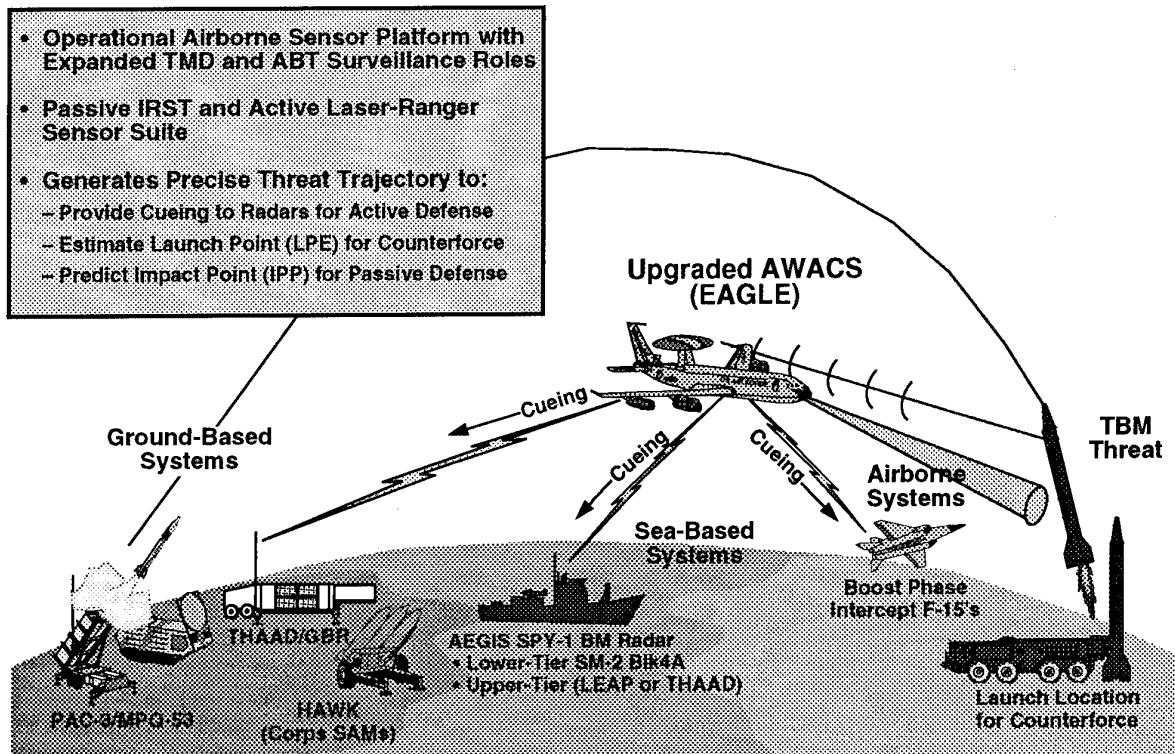 • Operational Airborne Sensor Platform with
Expanded TMD and ABT Surveillance Roles
• Passive IRST and Active Laser-Ranger
Sensor Suite
• Generates Precise Threat Trajectory to:
– Provide Cueing to Radars for Active Defense
– Estimate Launch Point (LPE) for Counterforce
– Predict Impact Point (IPP) for Passive Defense
Upgraded AWACS
(EAGLE)
Cueing
Cueing
Cueing
Ground-Based
Systems
TBM
Threat
Airborne
Systems
Sea-Based
Systems
Boost Phase
Intercept F-15's
THAAD/GBR
AEGIS SPY-1 BM Radar
• Lower-Tier SM-2 Blk4A
• Upper-Tier (LEAP or THAAD)
PAC-3/MPQ-53
HAWK
(Corps SAMs)
Launch Location
for Counterforce